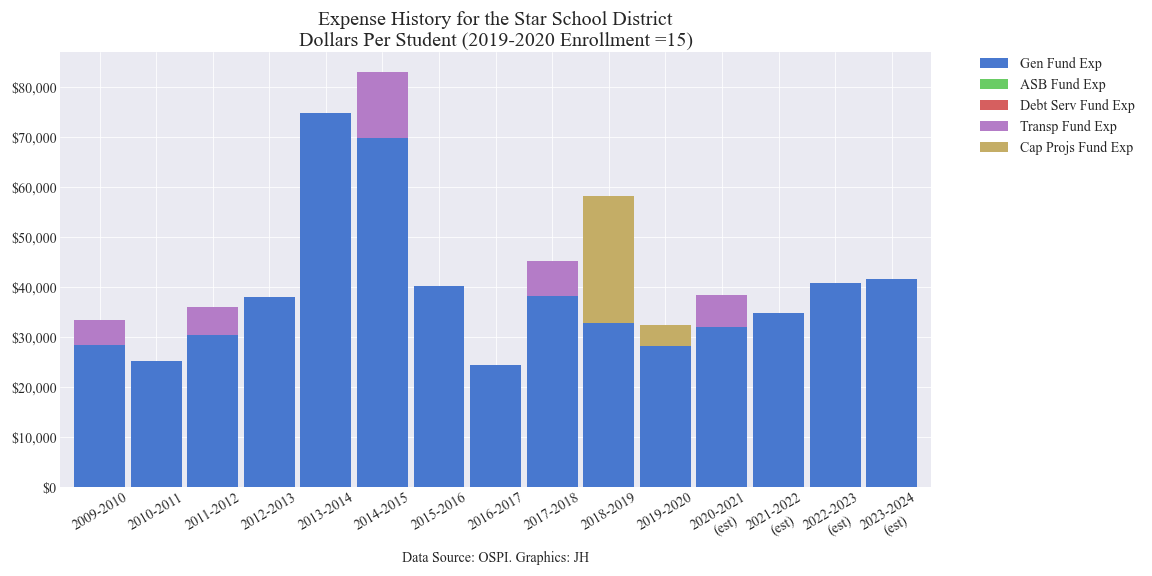 Expense History for the Star School District
Dollars Per Student (2019-2020 Enrollment =15)
Gen Fund Exp
ASB Fund Exp
Debt Serv Fund Exp
Transp Fund Exp
Cap Projs Fund Exp
$80,000
$70,000
$60,000
$50,000
$40,000
$30,000
$20,000
$10,000
$0
2009-2010
2010-2011
2011-2012
2012-2013
2013-2014
2014-2015
2015-2016
2016-2017
2017-2018
2018-2019
2019-2020
2020-2021
(est)
2021-2022
(est)
2022-2023
(est)
2023-2024
(est)
Data Source: OSPI. Graphics: JH